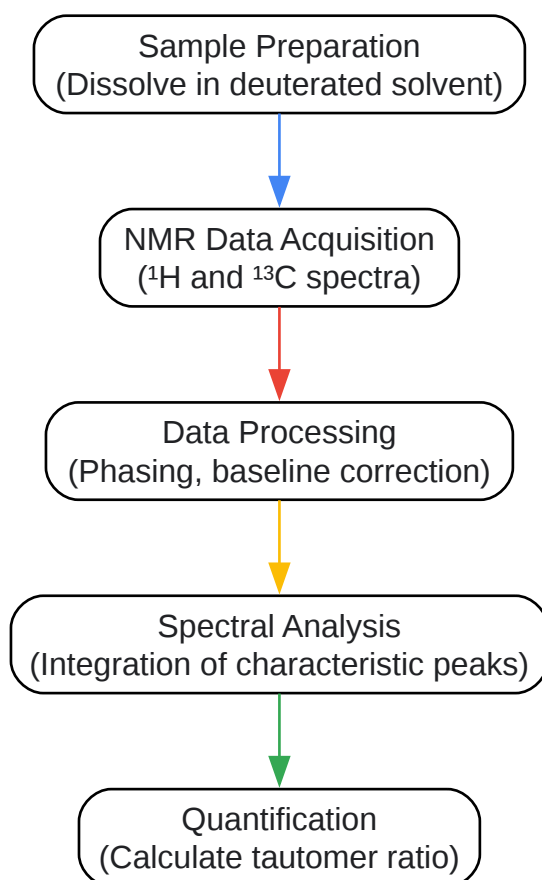 Sample Preparation
(Dissolve in deuterated solvent)
NMR Data Acquisition
(¹H and ¹³C spectra)
Data Processing
(Phasing, baseline correction)
Spectral Analysis
(Integration of characteristic peaks)
Quantification
(Calculate tautomer ratio)